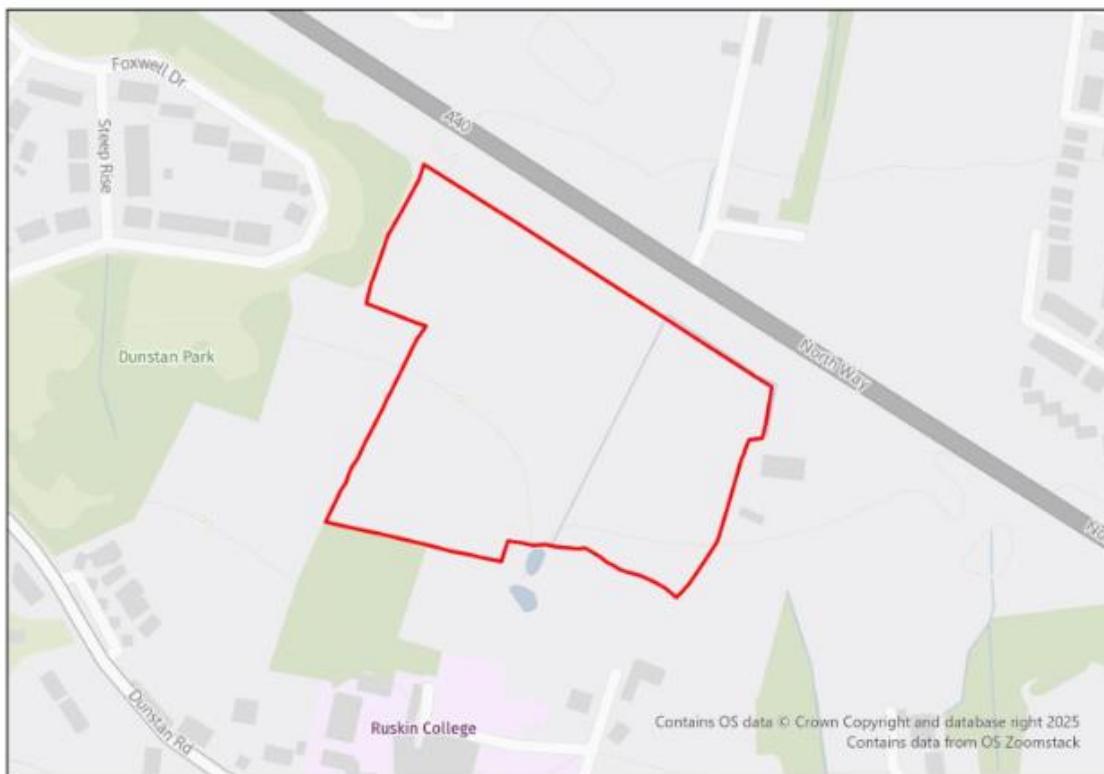 Foxwell Dr
Steep Rise
A40
Dunstan Park
North Way
Dunstan Rd
Ruskin College
Contains OS data © Crown Copyright and database right 2025
Contains data from OS Zoomstack